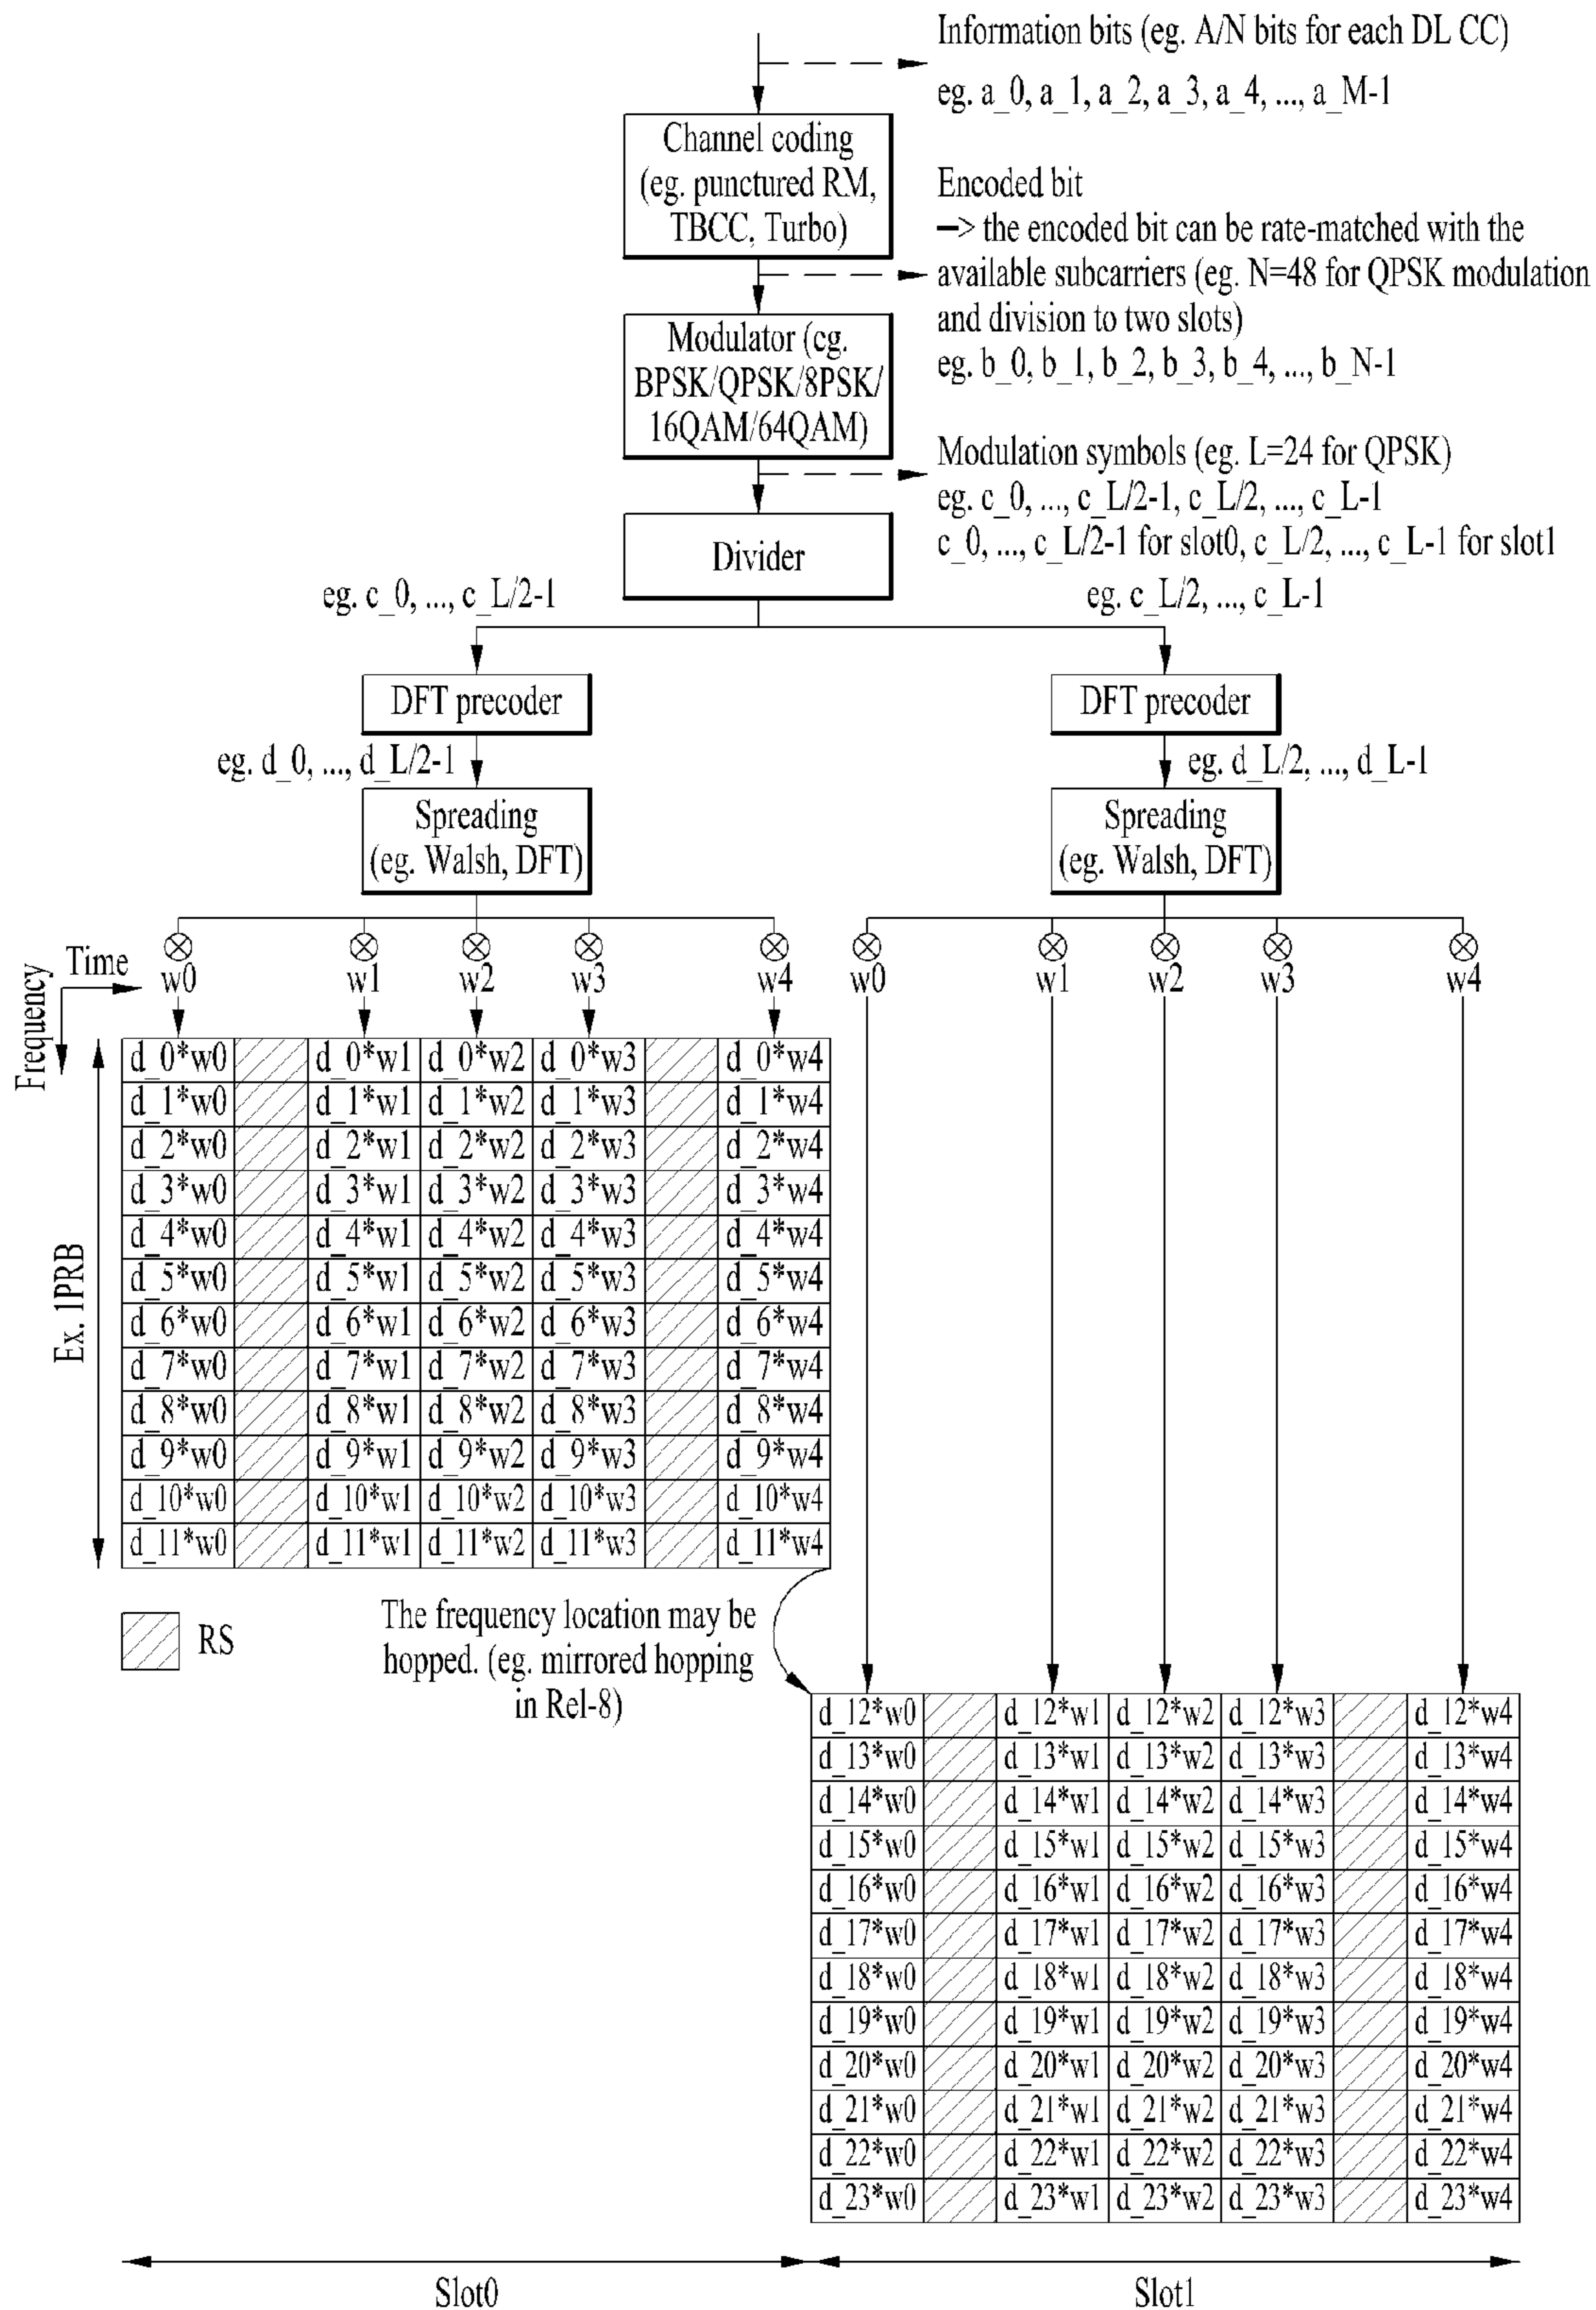 Information bits (eg. A/N bits for each DL CC)
eg. a_0, a_1, a_2, a_3, a_4, ..., a_M-1
Channel coding
(eg. punctured RM,
TBCC, Turbo)
Encoded bit
–> the encoded bit can be rate-matched with the
available subcarriers (eg. N=48 for QPSK modulation
and division to two slots)
eg. b_0, b_1, b_2, b_3, b_4, ..., b_N-1
Modulator (cg.
BPSK/QPSK/8PSK/
16QAM/64QAM)
Modulation symbols (eg. L=24 for QPSK)
eg. c_0, ..., c_L/2-1, c_L/2, ..., c_L-1
c_0, ..., c_L/2-1 for slot0, c_L/2, ..., c_L-1 for slot1
Divider
eg. c_0, ..., c_L/2-1 eg. c_L/2, ..., c_L-1
DFT precoder DFT precoder
eg. d_0, ..., d_L/2-1 eg. d_L/2, ..., d_L-1
Spreading Spreading
(eg. Walsh, DFT) (eg. Walsh, DFT)
Time
Frequency
w0 w1 w2 w3 w4 w0 w1 w2 w3 w4
d_0*w0 d_0*w1 d_0*w2 d_0*w3 d_0*w4
d_1*w0 d_1*w1 d_1*w2 d_1*w3 d_1*w4
d_2*w0 d_2*w1 d_2*w2 d_2*w3 d_2*w4
d_3*w0 d_3*w1 d_3*w2 d_3*w3 d_3*w4
d_4*w0 d_4*w1 d_4*w2 d_4*w3 d_4*w4
d_5*w0 d_5*w1 d_5*w2 d_5*w3 d_5*w4
d_6*w0 d_6*w1 d_6*w2 d_6*w3 d_6*w4
d_7*w0 d_7*w1 d_7*w2 d_7*w3 d_7*w4
d_8*w0 d_8*w1 d_8*w2 d_8*w3 d_8*w4
d_9*w0 d_9*w1 d_9*w2 d_9*w3 d_9*w4
d_10*w0 d_10*w1 d_10*w2 d_10*w3 d_10*w4
d_11*w0 d_11*w1 d_11*w2 d_11*w3 d_11*w4
Ex. 1PRB
RS
The frequency location may be
hopped. (eg. mirrored hopping
in Rel-8)
d_12*w0 d_12*w1 d_12*w2 d_12*w3 d_12*w4
d_13*w0 d_13*w1 d_13*w2 d_13*w3 d_13*w4
d_14*w0 d_14*w1 d_14*w2 d_14*w3 d_14*w4
d_15*w0 d_15*w1 d_15*w2 d_15*w3 d_15*w4
d_16*w0 d_16*w1 d_16*w2 d_16*w3 d_16*w4
d_17*w0 d_17*w1 d_17*w2 d_17*w3 d_17*w4
d_18*w0 d_18*w1 d_18*w2 d_18*w3 d_18*w4
d_19*w0 d_19*w1 d_19*w2 d_19*w3 d_19*w4
d_20*w0 d_20*w1 d_20*w2 d_20*w3 d_20*w4
d_21*w0 d_21*w1 d_21*w2 d_21*w3 d_21*w4
d_22*w0 d_22*w1 d_22*w2 d_22*w3 d_22*w4
d_23*w0 d_23*w1 d_23*w2 d_23*w3 d_23*w4
Slot0 Slot1